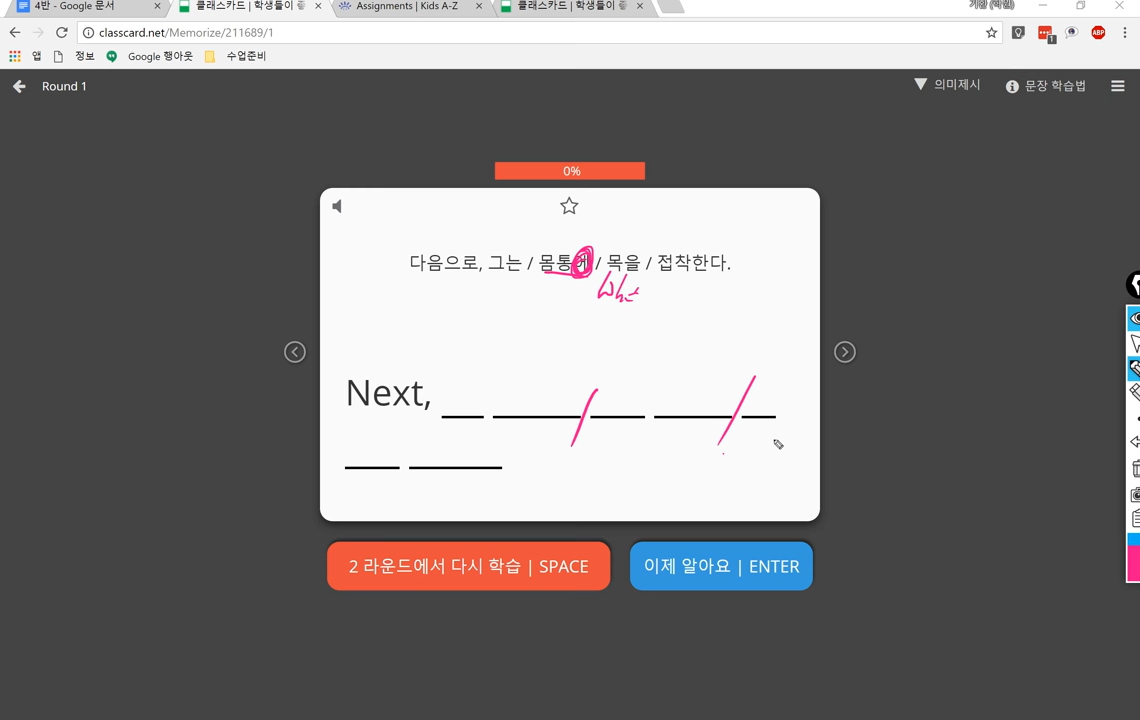 4반 - Google 문서 × 클래스카드 | 학생들이 × Assignments | Kids A-Z × 클래스카드 | 학생들이 ×
classcard.net/Memorize/211689/1 1 ABP
앱 정보 Google 행아웃 수업준비
Round 1 의미제시 문장 학습법
0%
다음으로, 그는 / 몸통에 / 목을 / 접착한다.
Next,
2 라운드에서 다시 학습 | SPACE 이제 알아요 | ENTER